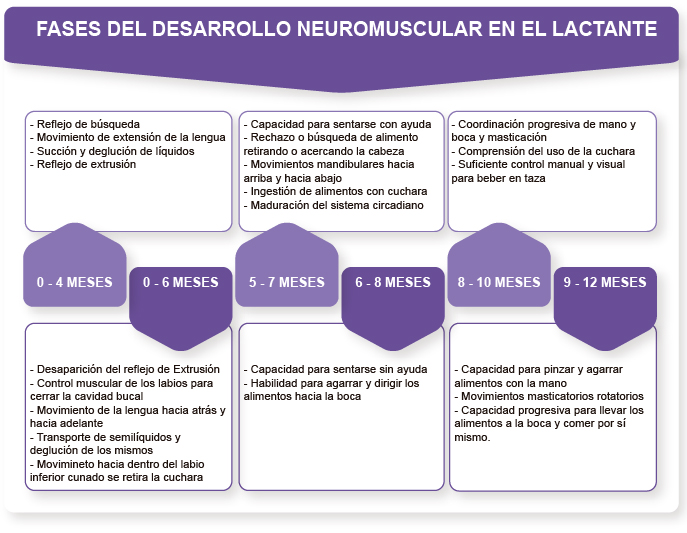 FASES DEL DESARROLLO NEUROMUSCULAR EN EL LACTANTE
- Reflejo de búsqueda
- Movimiento de extensión de la lengua
- Succión y deglución de líquidos
- Reflejo de extrusión
- Capacidad para sentarse con ayuda
- Rechazo o búsqueda de alimento
retirando o acercando la cabeza
- Movimientos mandibulares hacia
arriba y hacia abajo
- Ingestión de alimentos con cuchara
- Maduración del sistema circadiano
- Coordinación progresiva de mano y
boca y masticación
- Comprensión del uso de la cuchara
- Suficiente control manual y visual
para beber en taza
0 - 4 MESES
0 - 6 MESES
5 - 7 MESES
6 - 8 MESES
8 - 10 MESES
9 - 12 MESES
- Desaparición del reflejo de Extrusión
- Control muscular de los labios para
cerrar la cavidad bucal
- Movimiento de la lengua hacia atrás y
hacia adelante
- Transporte de semilíquidos y
deglución de los mismos
- Movimineto hacia dentro del labio
inferior cunado se retira la cuchara
- Capacidad para sentarse sin ayuda
- Habilidad para agarrar y dirigir los
alimentos hacia la boca
- Capacidad para pinzar y agarrar
alimentos con la mano
- Movimientos masticatorios rotatorios
- Capacidad progresiva para llevar los
alimentos a la boca y comer por sí
mismo.